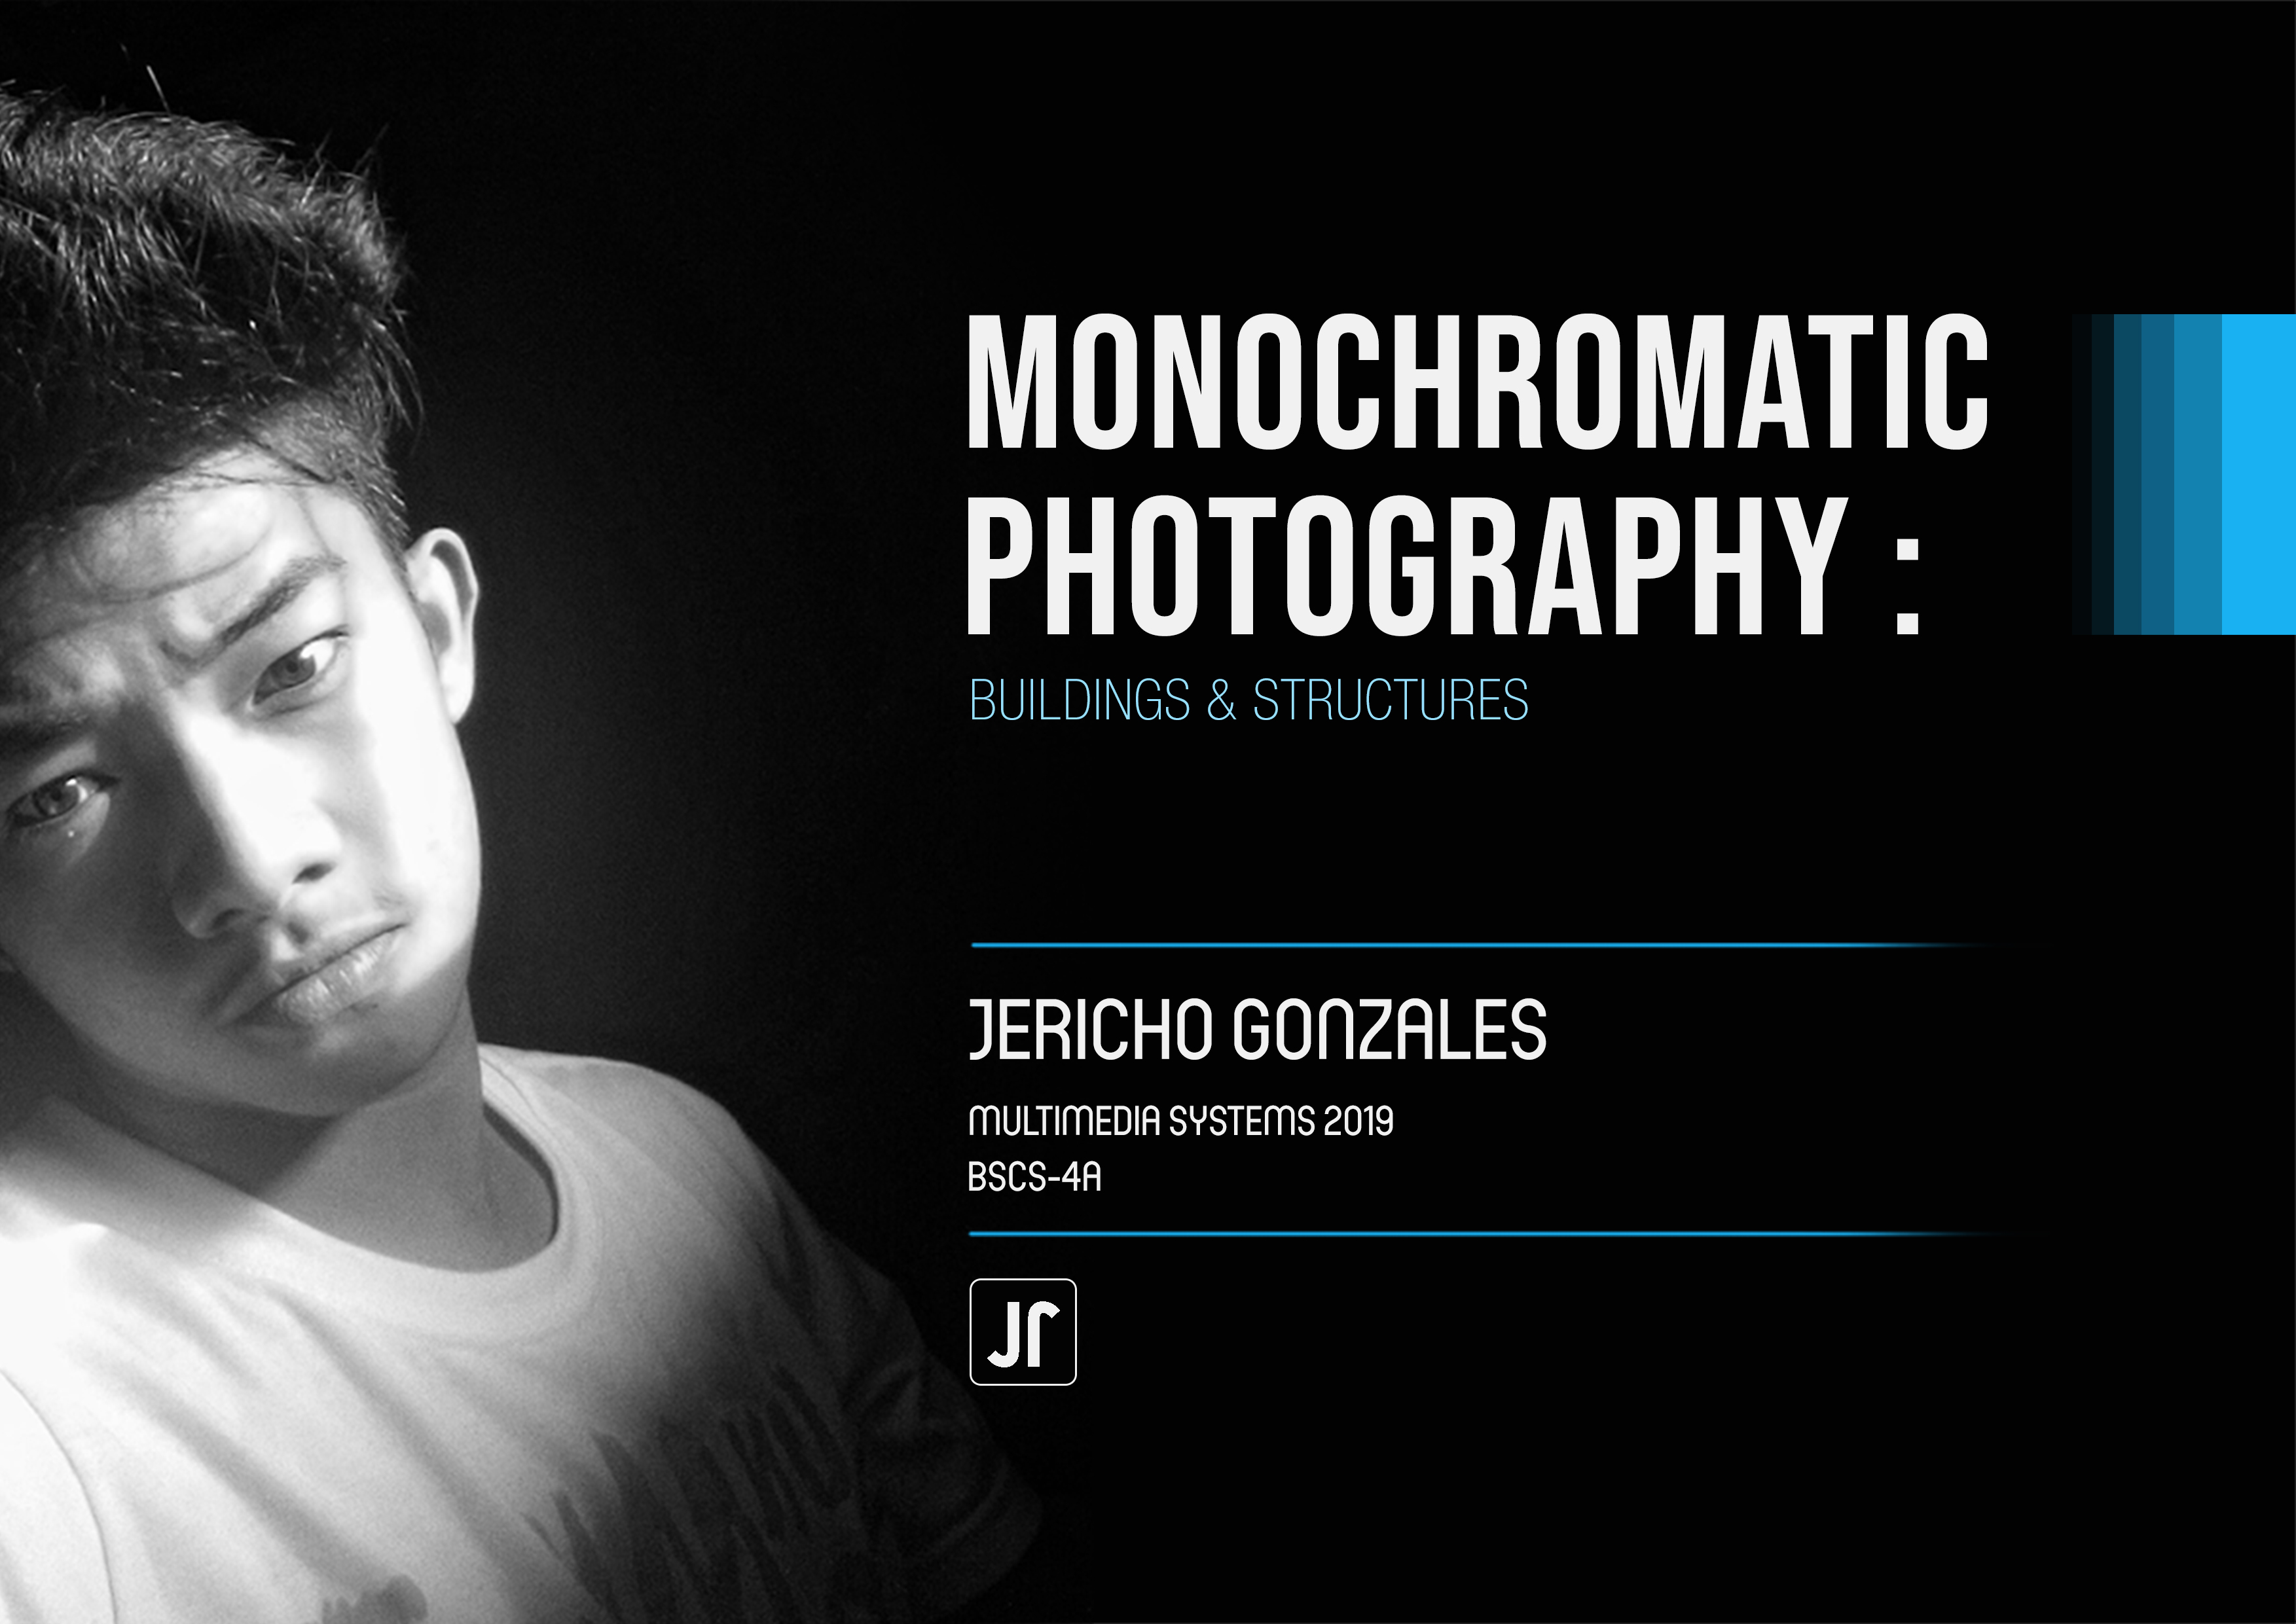 MONOCHROMATIC
PHOTOGRAPHY :
BUILDINGS & STRUCTURES
JERICHO GONZALES
MULTIMEDIA SYSTEMS 2019
BSCS-4A
Jr